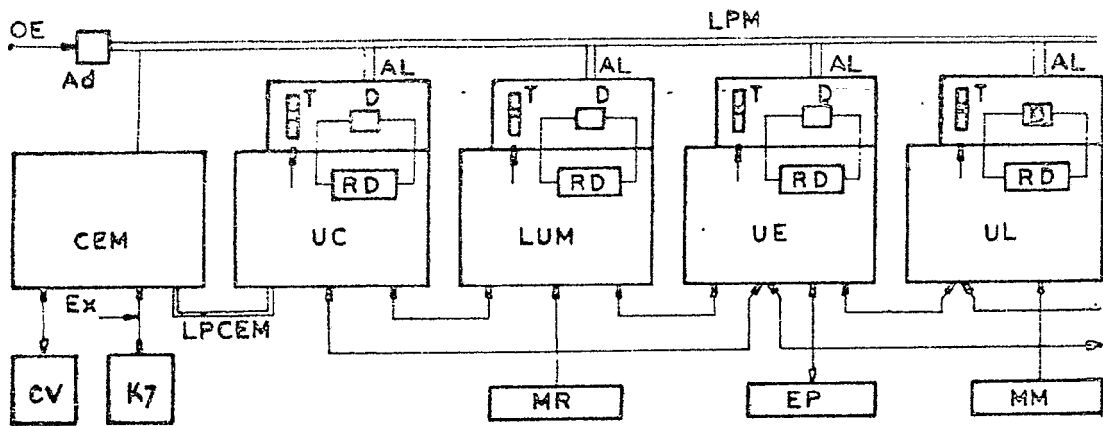 OE
LPM
Ad
AL
AL
AL
AL
T
D
T
D
T
D
T
D
RD
RD
RD
RD
CEM
UC
LUM
UE
UL
Ex
LPCEM
CV
K7
MR
EP
MM